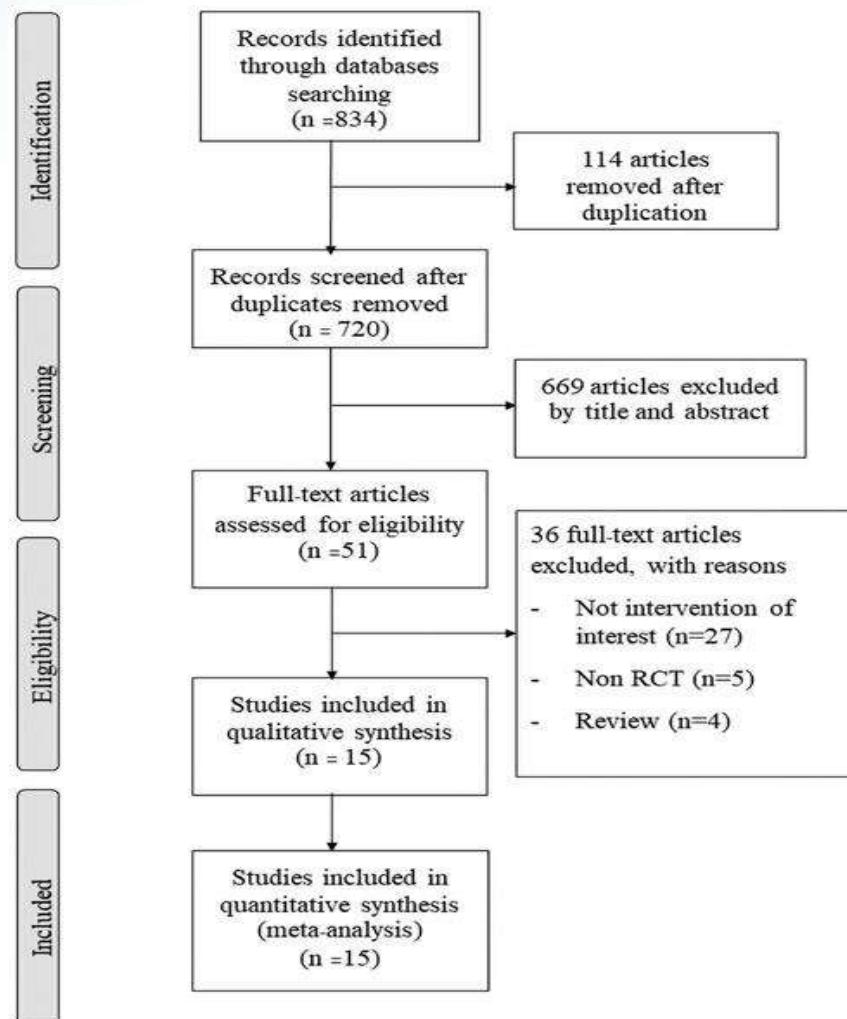 Identification
Records identified
through databases
searching
(n =834)
114 articles
removed after
duplication
Records screened after
duplicates removed
(n = 720)
Screening
669 articles excluded
by title and abstract
Full-text articles
assessed for eligibility
(n =51)
36 full-text articles
excluded, with reasons
- Not intervention of
interest (n=27)
- Non RCT (n=5)
- Review (n=4)
Eligibility
Studies included in
qualitative synthesis
(n = 15)
Included
Studies included in
quantitative synthesis
(meta-analysis)
(n =15)